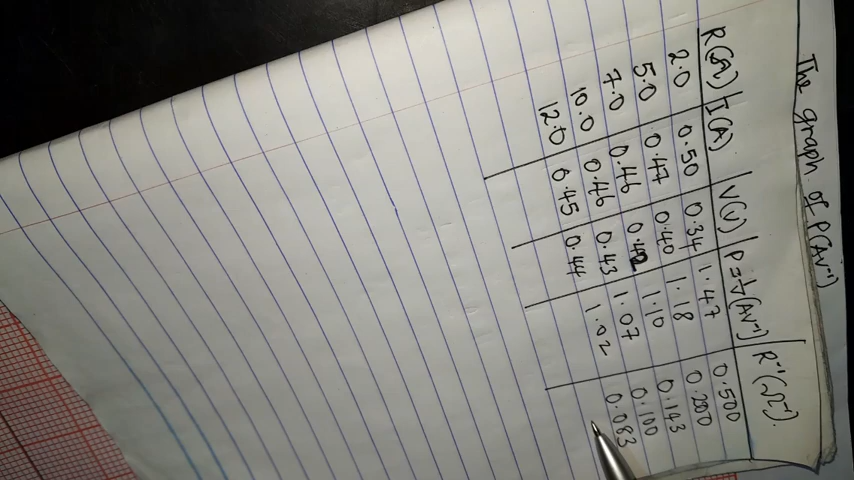 The graph of P(AV⁻¹)
R(Ω) | I(A) | V(V) | P=I/V(AV⁻¹) | R⁻¹(Ω⁻¹).
2.0 0.50 0.34 1.47 0.500
5.0 0.47 0.40 1.18 0.200
7.0 0.46 0.42 1.10 0.143
10.0 0.46 0.43 1.07 0.100
12.0 0.45 0.44 1.02 0.083